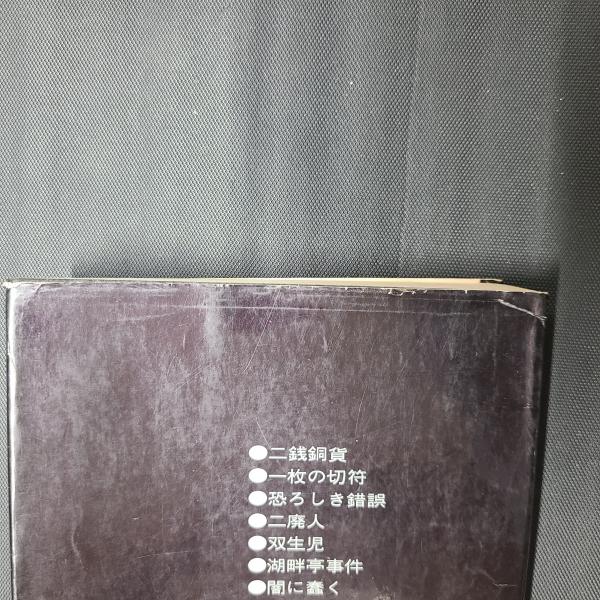 ●二銭銅貨
●一枚の切符
●恐ろしき錯誤
●二廃人
●双生児
●湖畔亭事件
●闇に蠢く